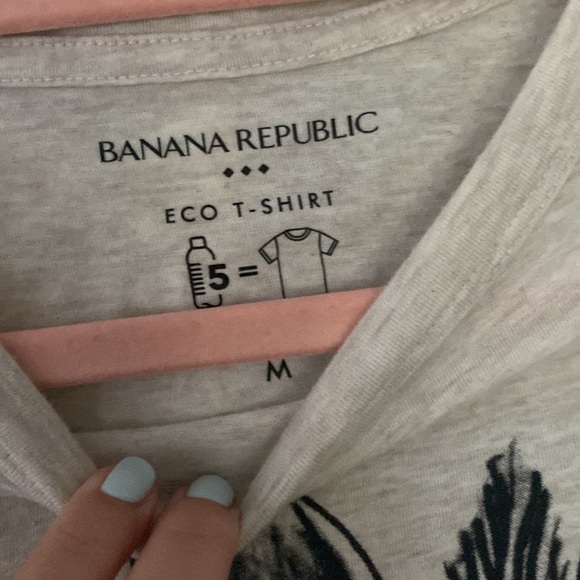 BANANA REPUBLIC
ECO T-SHIRT
5 =
M